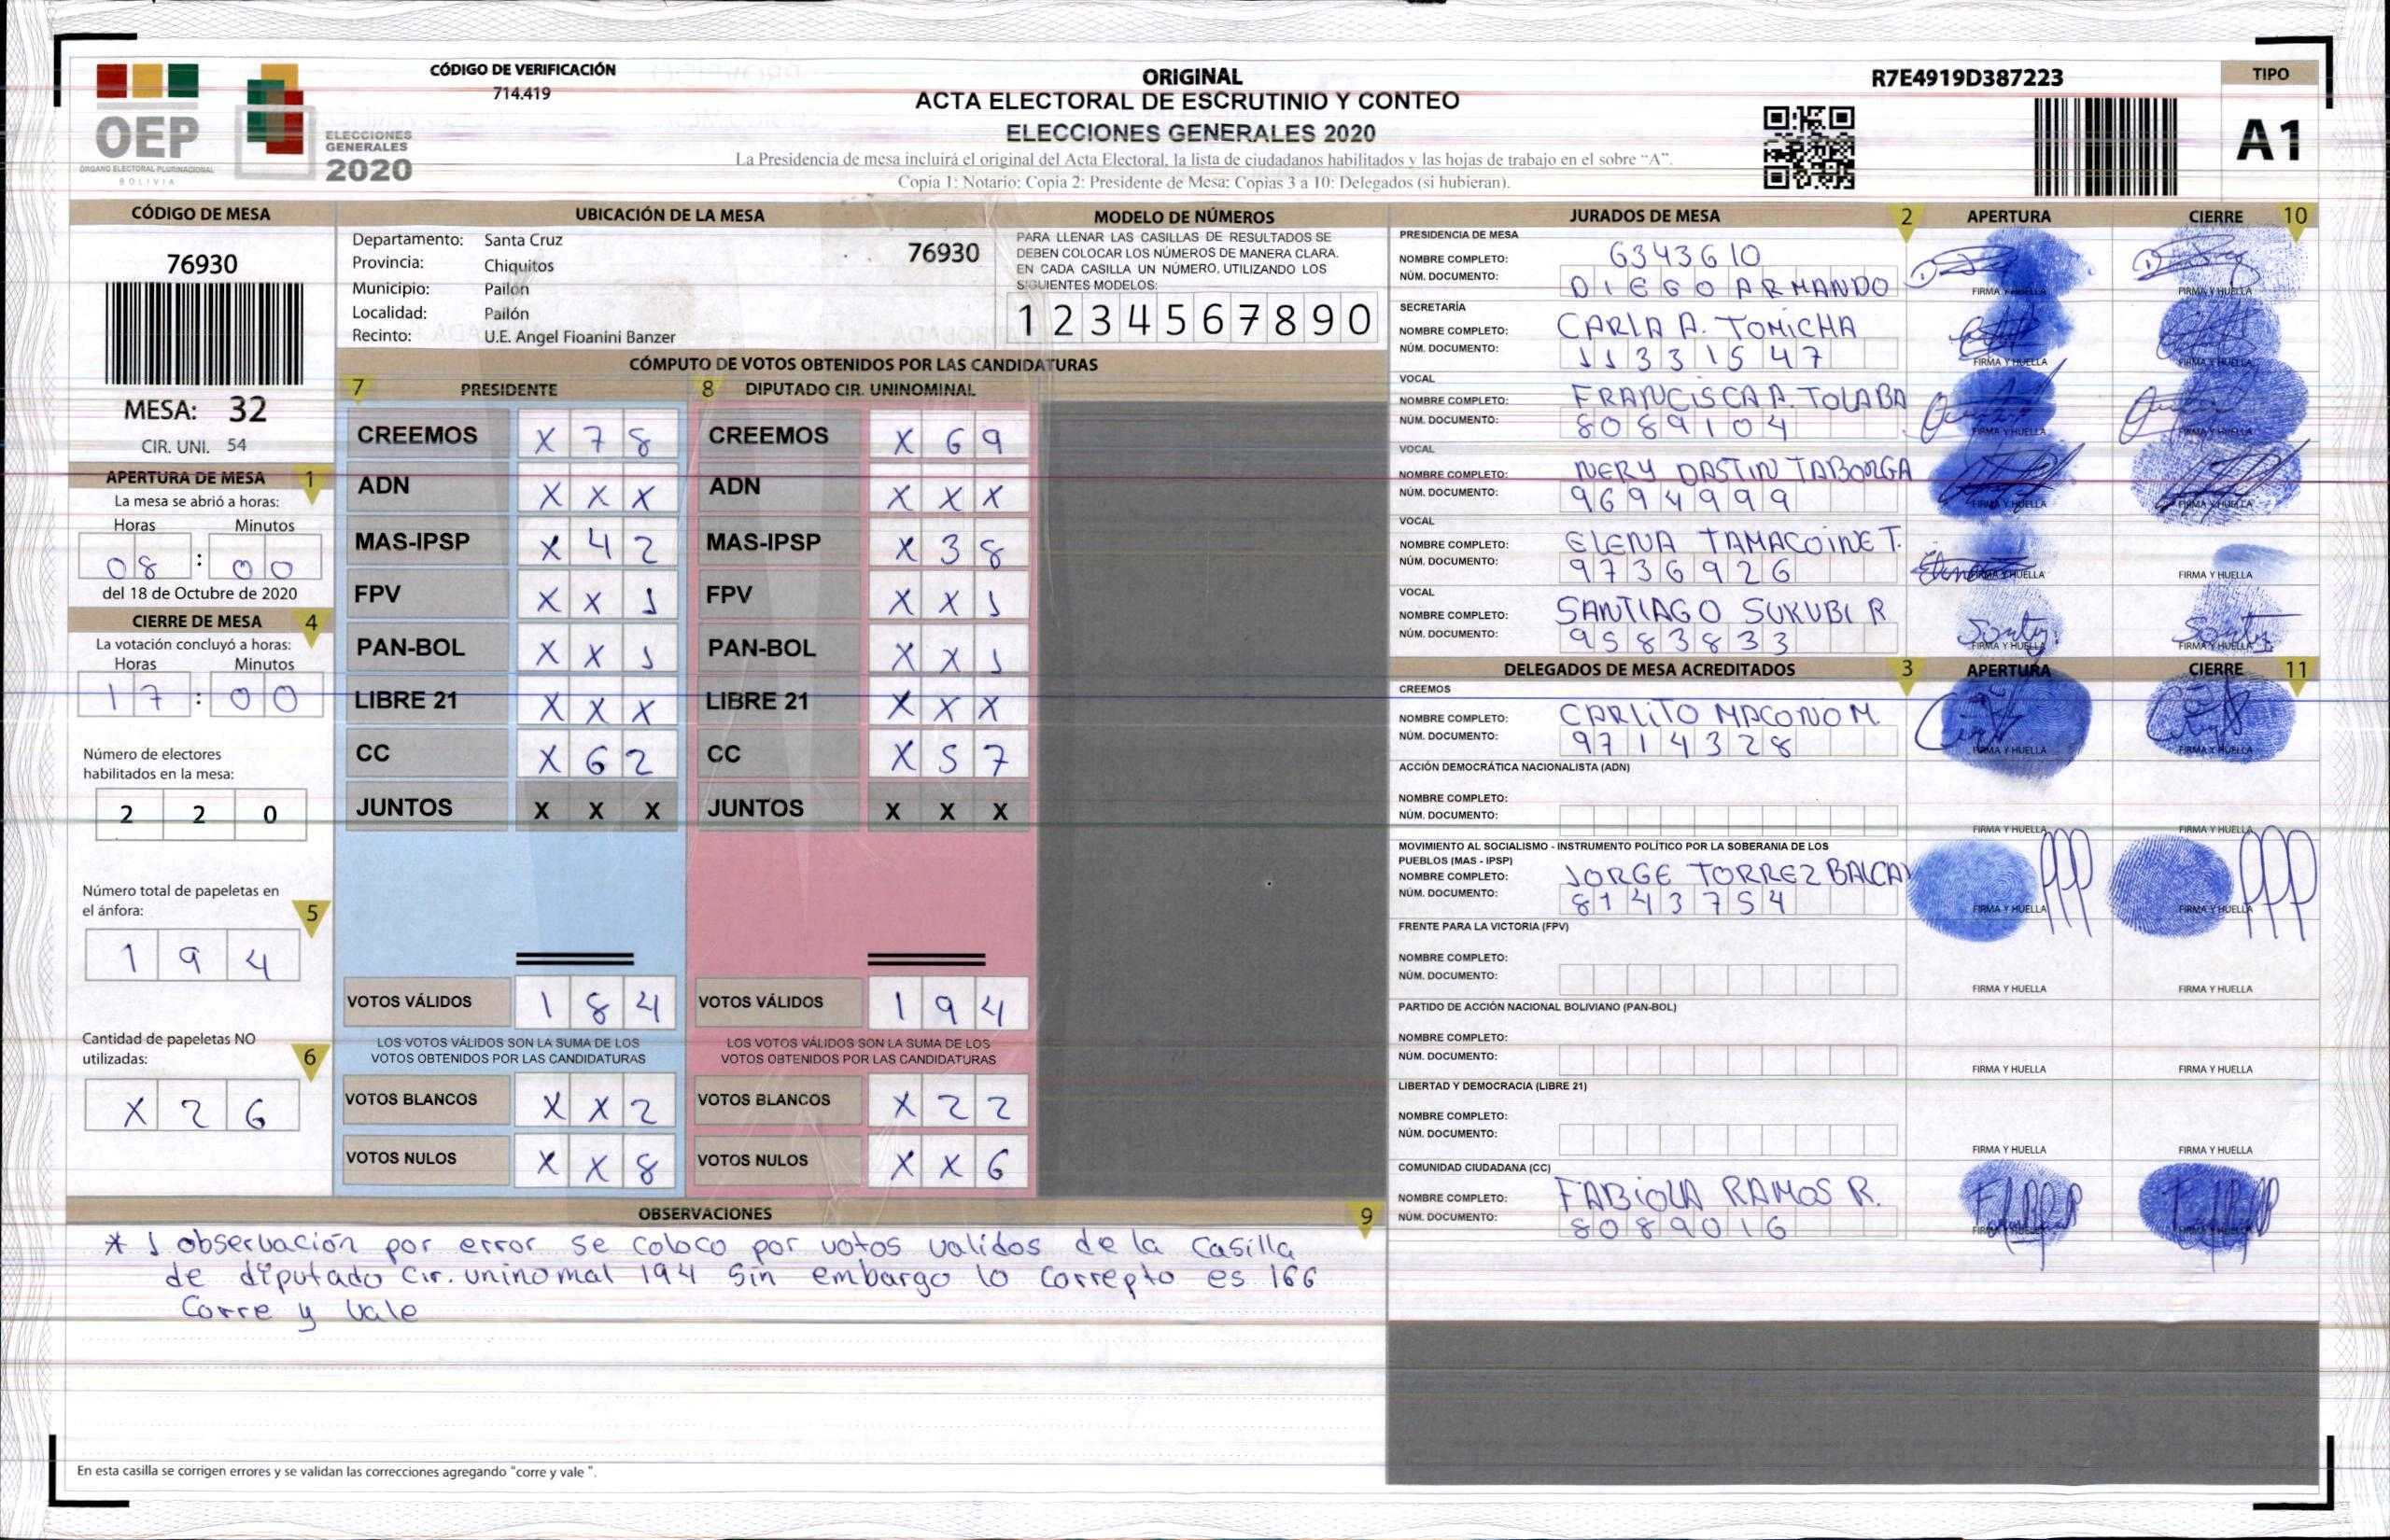 CÓDIGO DE VERIFICACIÓN
714.419
OEP
ÓRGANO ELECTORAL PLURINACIONAL
BOLIVIA
ELECCIONES
GENERALES
2020
ORIGINAL
ACTA ELECTORAL DE ESCRUTINIO Y CONTEO
ELECCIONES GENERALES 2020
La Presidencia de mesa incluirá el original del Acta Electoral, la lista de ciudadanos habilitados y las hojas de trabajo en el sobre "A".
Copia 1: Notario; Copia 2: Presidente de Mesa; Copias 3 a 10: Delegados (si hubieran).
R7E4919D387223
TIPO
A1
CÓDIGO DE MESA
76930
MESA: 32
CIR. UNI. 54
APERTURA DE MESA 1
La mesa se abrió a horas:
Horas Minutos
08 : 00
del 18 de Octubre de 2020
CIERRE DE MESA 4
La votación concluyó a horas:
Horas Minutos
17 : 00
Número de electores
habilitados en la mesa:
2 2 0
Número total de papeletas en
el ánfora: 5
1 9 4
Cantidad de papeletas NO
utilizadas: 6
X 2 6
UBICACIÓN DE LA MESA
Departamento: Santa Cruz
76930
Provincia: Chiquitos
Municipio: Pailón
Localidad: Pailón
Recinto: U.E. Angel Fioanini Banzer
MODELO DE NÚMEROS
PARA LLENAR LAS CASILLAS DE RESULTADOS SE
DEBEN COLOCAR LOS NÚMEROS DE MANERA CLARA.
EN CADA CASILLA UN NÚMERO, UTILIZANDO LOS
SIGUIENTES MODELOS:
1 2 3 4 5 6 7 8 9 0
CÓMPUTO DE VOTOS OBTENIDOS POR LAS CANDIDATURAS
7 PRESIDENTE 8 DIPUTADO CIR. UNINOMINAL
CREEMOS X 7 8 CREEMOS X 6 9
ADN X X X ADN X X X
MAS-IPSP X 4 2 MAS-IPSP X 3 8
FPV X X 1 FPV X X 1
PAN-BOL X X 1 PAN-BOL X X 1
LIBRE 21 X X X LIBRE 21 X X X
CC X 6 2 CC X 5 7
JUNTOS X X X JUNTOS X X X
VOTOS VÁLIDOS 1 8 4 VOTOS VÁLIDOS 1 9 4
LOS VOTOS VÁLIDOS SON LA SUMA DE LOS
VOTOS OBTENIDOS POR LAS CANDIDATURAS
LOS VOTOS VÁLIDOS SON LA SUMA DE LOS
VOTOS OBTENIDOS POR LAS CANDIDATURAS
VOTOS BLANCOS X X 2 VOTOS BLANCOS X 2 2
VOTOS NULOS X X 8 VOTOS NULOS X X 6
OBSERVACIONES 9
* 1 observación por error se coloco por votos validos de la casilla
de diputado Cir. uninomal 194 sin embargo lo correpto es 166
Corre y Vale
En esta casilla se corrigen errores y se validan las correcciones agregando "corre y vale ".
JURADOS DE MESA 2 APERTURA CIERRE 10
PRESIDENCIA DE MESA
NOMBRE COMPLETO: 6343610
NÚM. DOCUMENTO: DIEGO ARMANDO
FIRMA Y HUELLA FIRMA Y HUELLA
SECRETARÍA
NOMBRE COMPLETO: CARLA A. TOMICHA
NÚM. DOCUMENTO: 11331547
FIRMA Y HUELLA
VOCAL
NOMBRE COMPLETO: FRANCISCA A. TOLABA
NÚM. DOCUMENTO: 8089104
FIRMA Y HUELLA FIRMA Y HUELLA
VOCAL
NOMBRE COMPLETO: NERY DASTIN TABORGA
NÚM. DOCUMENTO: 9694999
FIRMA Y HUELLA FIRMA Y HUELLA
VOCAL
NOMBRE COMPLETO: ELENA TAMACOINE T.
NÚM. DOCUMENTO: 9736926
FIRMA Y HUELLA FIRMA Y HUELLA
VOCAL
NOMBRE COMPLETO: SANTIAGO SURUBI R
NÚM. DOCUMENTO: 9583833
FIRMA Y HUELLA FIRMA Y HUELLA
DELEGADOS DE MESA ACREDITADOS 3 APERTURA CIERRE 11
CREEMOS
NOMBRE COMPLETO: CARLITO MACONO M.
NÚM. DOCUMENTO: 9714328
FIRMA Y HUELLA FIRMA Y HUELLA
ACCIÓN DEMOCRÁTICA NACIONALISTA (ADN)
NOMBRE COMPLETO:
NÚM. DOCUMENTO:
FIRMA Y HUELLA FIRMA Y HUELLA
MOVIMIENTO AL SOCIALISMO - INSTRUMENTO POLÍTICO POR LA SOBERANIA DE LOS
PUEBLOS (MAS - IPSP)
NOMBRE COMPLETO: JORGE TORREZ
NÚM. DOCUMENTO: 8143754
FIRMA Y HUELLA FIRMA Y HUELLA
FRENTE PARA LA VICTORIA (FPV)
NOMBRE COMPLETO:
NÚM. DOCUMENTO:
FIRMA Y HUELLA FIRMA Y HUELLA
PARTIDO DE ACCIÓN NACIONAL BOLIVIANO (PAN-BOL)
NOMBRE COMPLETO:
NÚM. DOCUMENTO:
FIRMA Y HUELLA FIRMA Y HUELLA
LIBERTAD Y DEMOCRACIA (LIBRE 21)
NOMBRE COMPLETO:
NÚM. DOCUMENTO:
FIRMA Y HUELLA FIRMA Y HUELLA
COMUNIDAD CIUDADANA (CC)
NOMBRE COMPLETO: FABIOLA RAMOS R.
NÚM. DOCUMENTO: 8089016